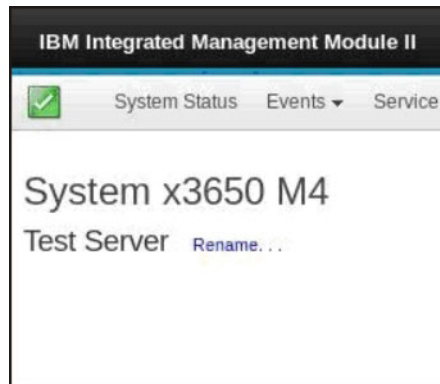 IBM Integrated Management Module II
System Status Events Service
System x3650 M4
Test Server Rename. . .